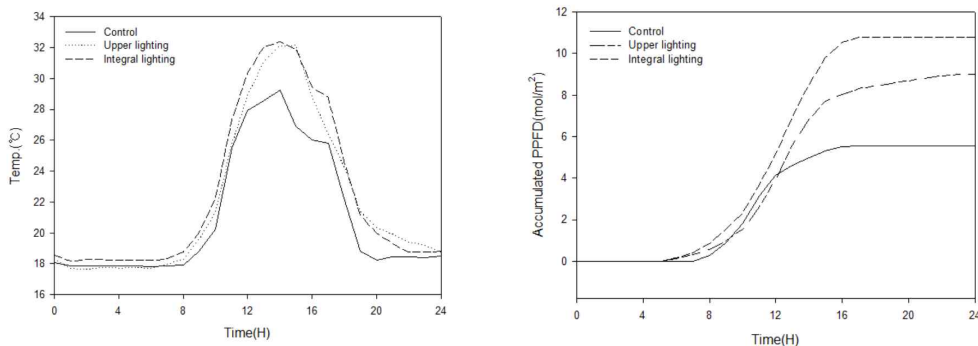 34
32
30
28
26
24
22
20
18
16
Temp.(℃)
Control
Upper lighting
Integral lighting
0 4 8 12 16 20 24
Time(H)
12
10
8
6
4
2
0
Accumulated PPFD(mol/m²)
Control
Upper lighting
Integral lighting
0 4 8 12 16 20 24
Time(H)